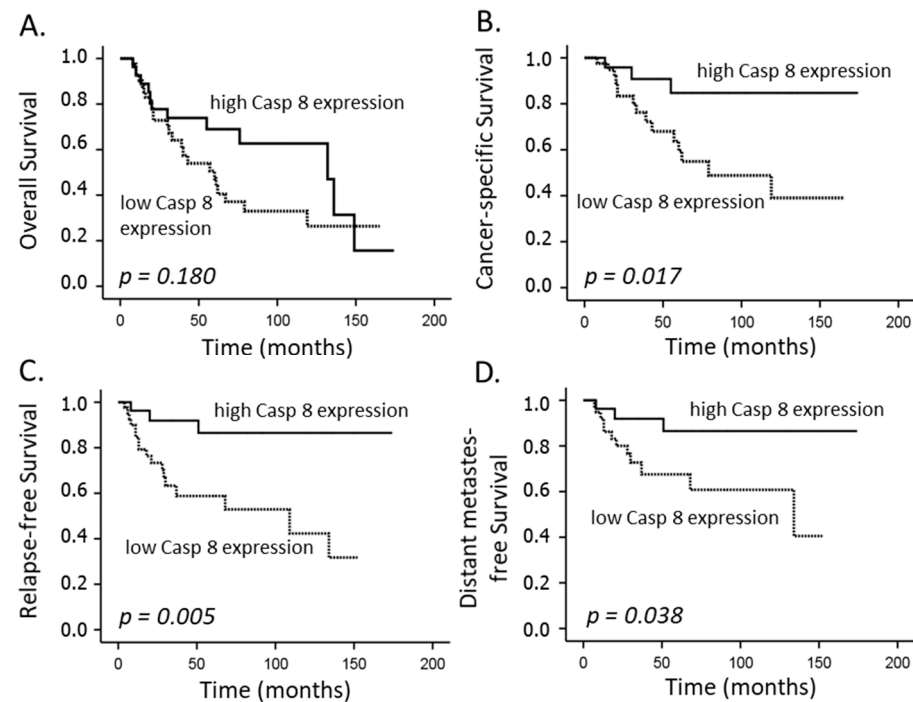 A.
Overall Survival
1.0
0.8
0.6
0.4
0.2
0.0
high Casp 8 expression
low Casp 8
expression
p = 0.180
0 50 100 150 200
Time (months)
B.
Cancer-specific Survival
1.0
0.8
0.6
0.4
0.2
0.0
high Casp 8 expression
low Casp 8 expression
p = 0.017
0 50 100 150 200
Time (months)
C.
Relapse-free Survival
1.0
0.8
0.6
0.4
0.2
0.0
high Casp 8 expression
low Casp 8 expression
p = 0.005
0 50 100 150 200
Time (months)
D.
Distant metastes-
free Survival
1.0
0.8
0.6
0.4
0.2
0.0
high Casp 8 expression
low Casp 8 expression
p = 0.038
0 50 100 150 200
Time (months)